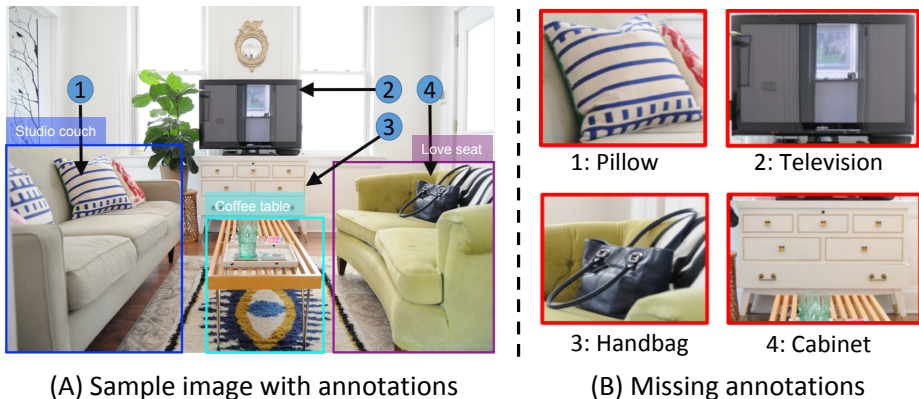 1
2
4
3
Studio couch
Love seat
Coffee table
1: Pillow
2: Television
3: Handbag
4: Cabinet
(A) Sample image with annotations
(B) Missing annotations